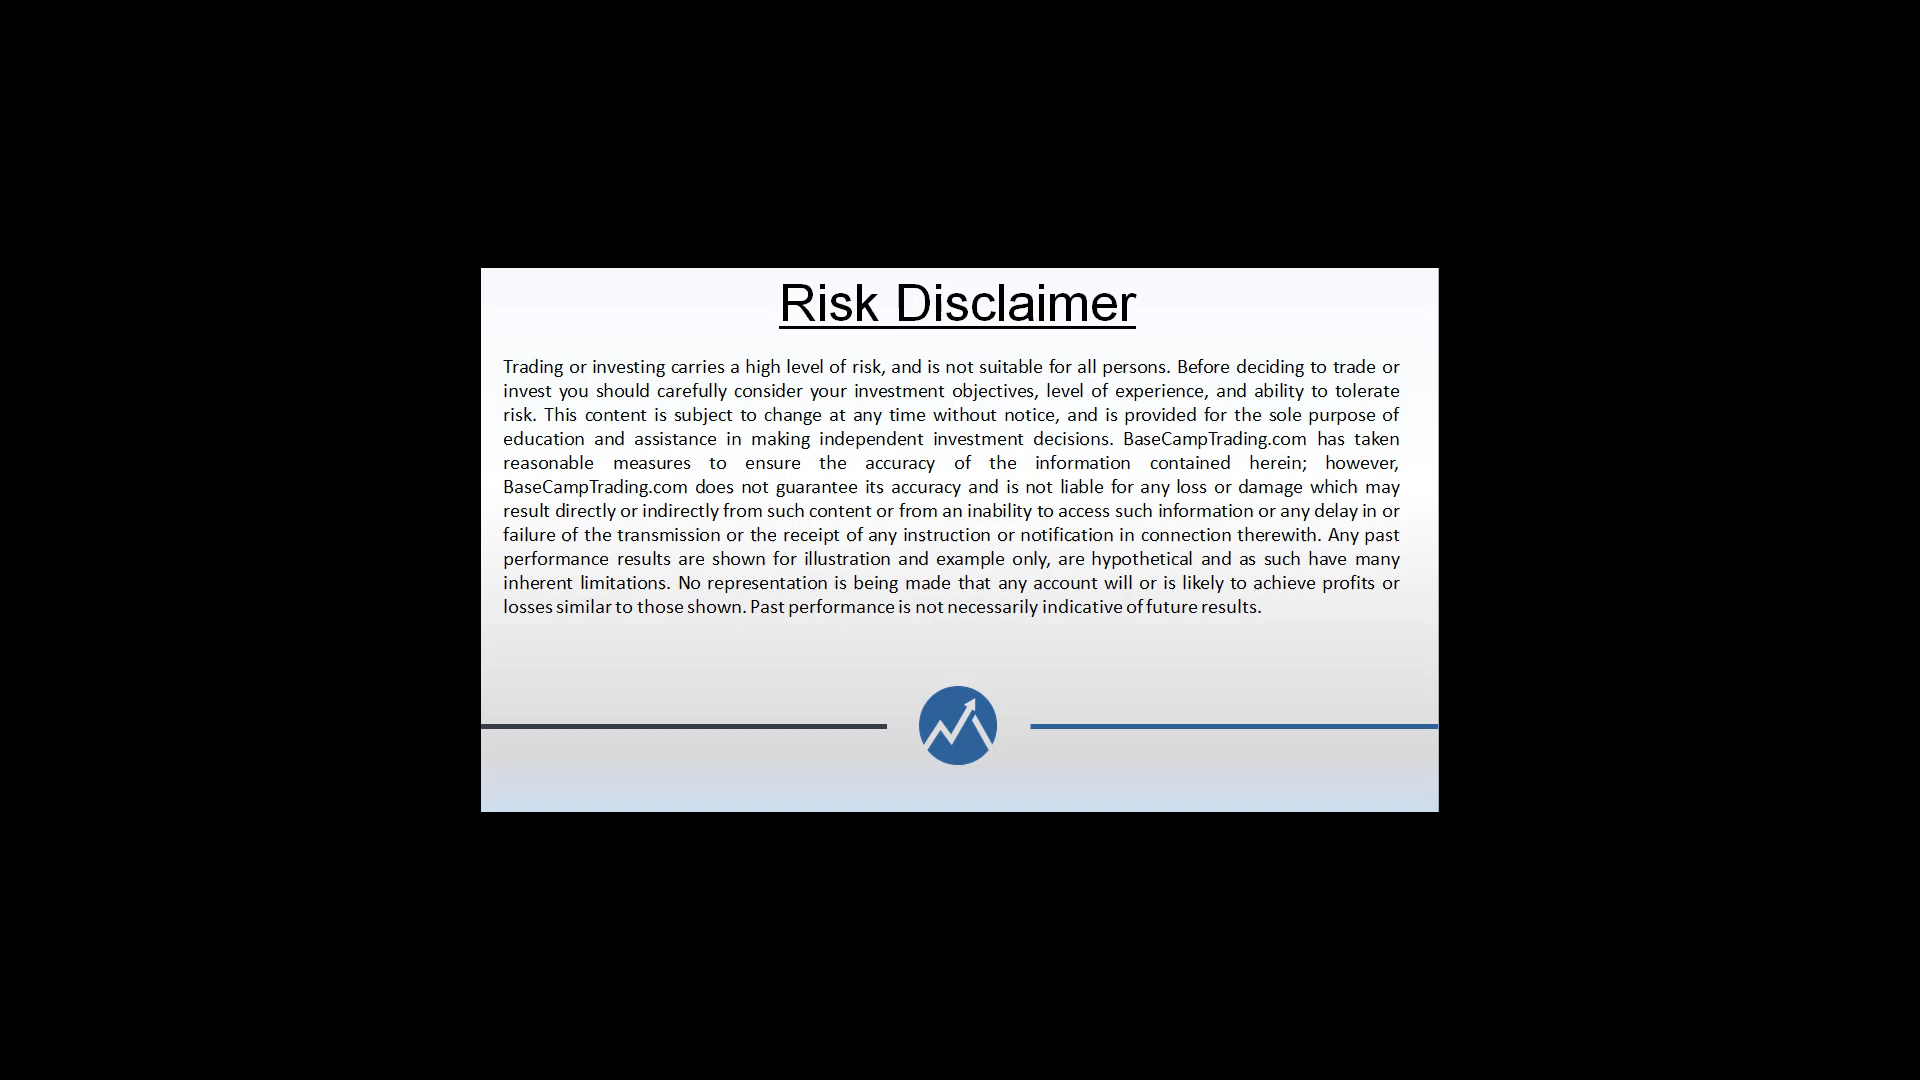 Risk Disclaimer
Trading or investing carries a high level of risk, and is not suitable for all persons. Before deciding to trade or
invest you should carefully consider your investment objectives, level of experience, and ability to tolerate
risk. This content is subject to change at any time without notice, and is provided for the sole purpose of
education and assistance in making independent investment decisions. BaseCampTrading.com has taken
reasonable measures to ensure the accuracy of the information contained herein; however,
BaseCampTrading.com does not guarantee its accuracy and is not liable for any loss or damage which may
result directly or indirectly from such content or from an inability to access such information or any delay in or
failure of the transmission or the receipt of any instruction or notification in connection therewith. Any past
performance results are shown for illustration and example only, are hypothetical and as such have many
inherent limitations. No representation is being made that any account will or is likely to achieve profits or
losses similar to those shown. Past performance is not necessarily indicative of future results.